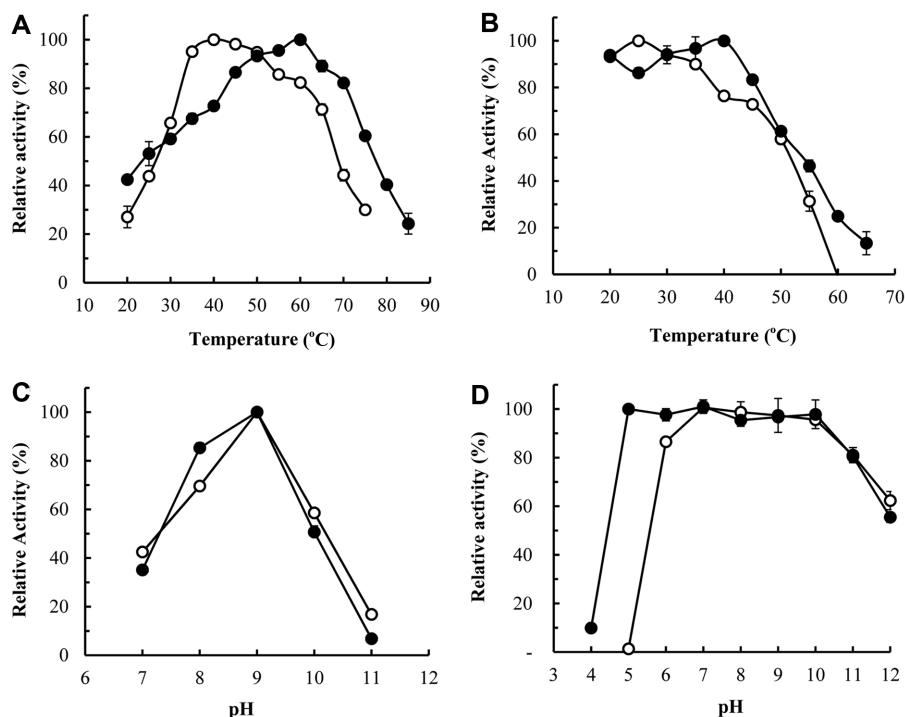 A
Relative activity (%)
100
80
60
40
20
0
10 20 30 40 50 60 70 80 90
Temperature (°C)
B
Relative Activity (%)
100
80
60
40
20
0
10 20 30 40 50 60 70
Temperature (°C)
C
Relative Activity (%)
100
80
60
40
20
0
6 7 8 9 10 11 12
pH
D
Relative activity (%)
100
80
60
40
20
-
3 4 5 6 7 8 9 10 11 12
pH